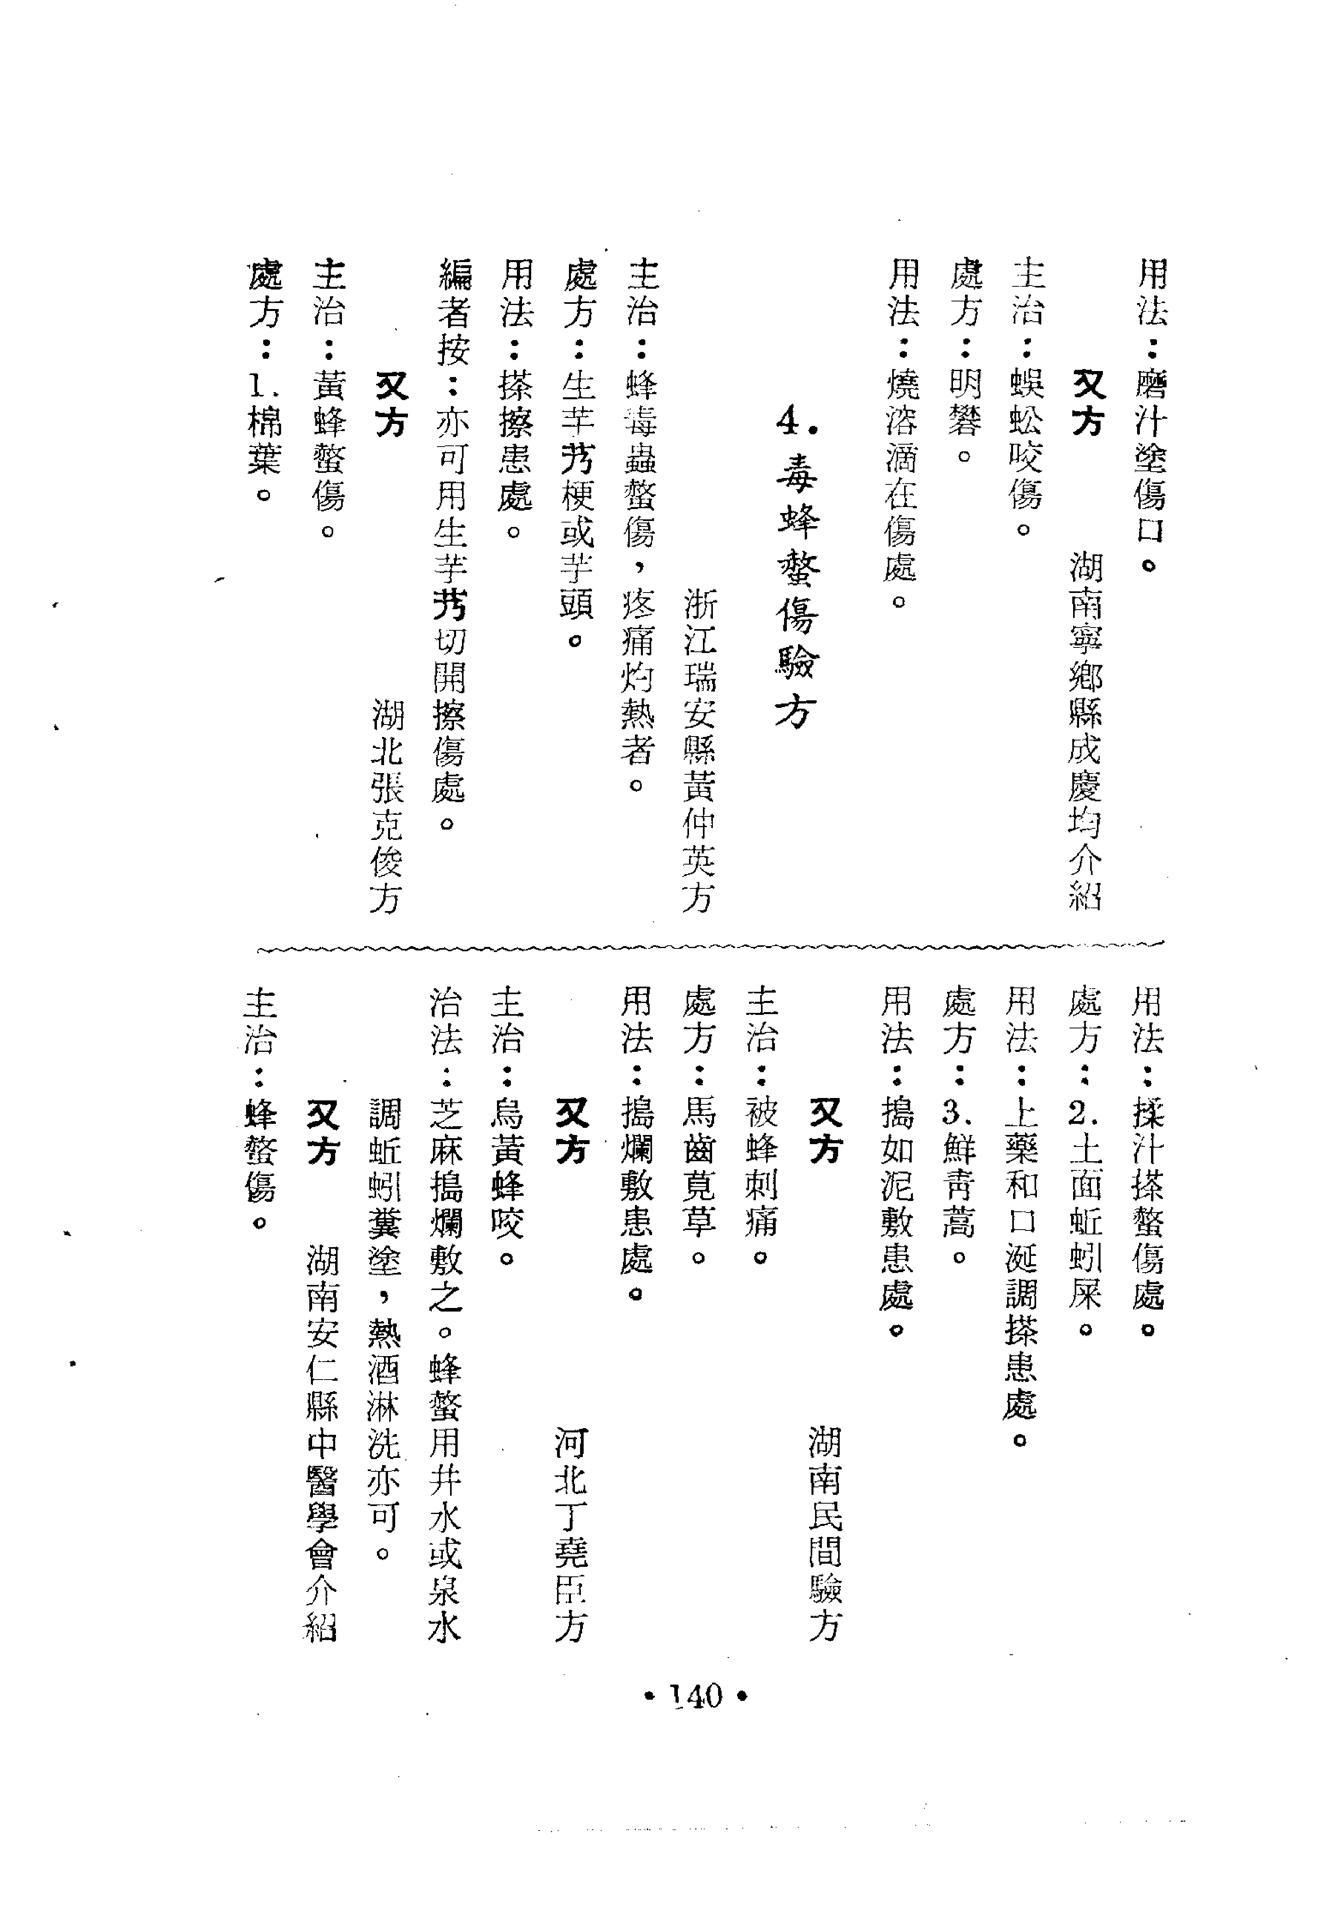 用法：磨汁塗傷口。
又方　湖南寧鄉縣成慶均介紹
主治：蜈蚣咬傷。
處方：明礬。
用法：燒溶滴在傷處。
4.毒蜂螫傷驗方
浙江瑞安縣黃仲英方
主治：蜂毒蟲螫傷，疼痛灼熱者。
處方：生芋艿梗或芋頭。
用法：搽擦患處。
編者按：亦可用生芋艿切開擦傷處。
又方　湖北張克俊方
主治：黃蜂螫傷。
處方：1.棉葉。
用法：揉汁搽螫傷處。
處方：2.土面蚯蚓屎。
用法：上藥和口涎調搽患處。
處方：3.鮮靑蒿。
用法：搗如泥敷患處。
又方　湖南民間驗方
主治：被蜂刺痛。
處方：馬齒莧草。
用法：搗爛敷患處。
又方　河北丁堯臣方
主治：烏黃蜂咬。
治法：芝麻搗爛敷之。蜂螫用井水或泉水
調蚯蚓糞塗，熱酒淋洗亦可。
又方　湖南安仁縣中醫學會介紹
主治：蜂螫傷。
•140•